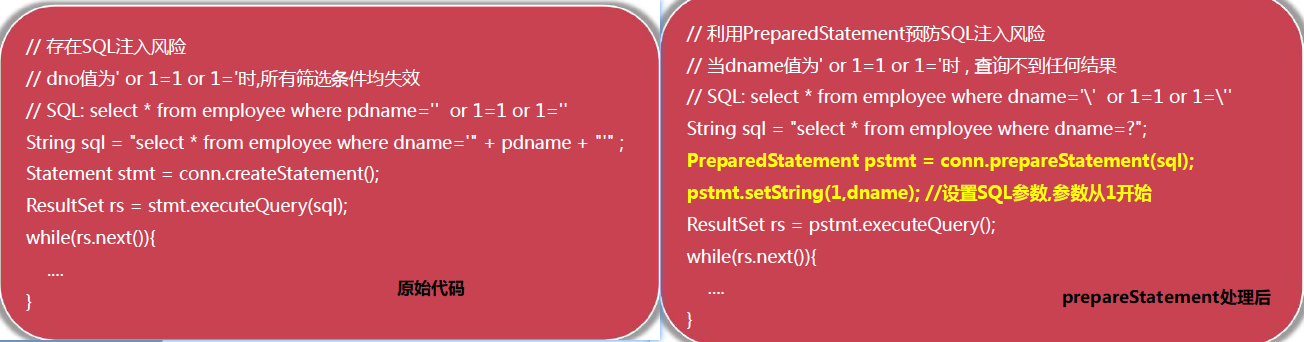 // 存在SQL注入风险
// dno值为' or 1=1 or 1='时,所有筛选条件均失效
// SQL: select * from employee where pdname=''  or 1=1 or 1=''
String sql = "select * from employee where dname='" + pdname + "'" ;
Statement stmt = conn.createStatement();
ResultSet rs = stmt.executeQuery(sql);
while(rs.next()){
....
}
原始代码
// 利用PreparedStatement预防SQL注入风险
// 当dname值为' or 1=1 or 1='时 , 查询不到任何结果
// SQL: select * from employee where dname='\'  or 1=1 or 1=\''
String sql = "select * from employee where dname=?";
PreparedStatement pstmt = conn.prepareStatement(sql);
pstmt.setString(1,dname); //设置SQL参数,参数从1开始
ResultSet rs = pstmt.executeQuery();
while(rs.next()){
....
}
prepareStatement处理后